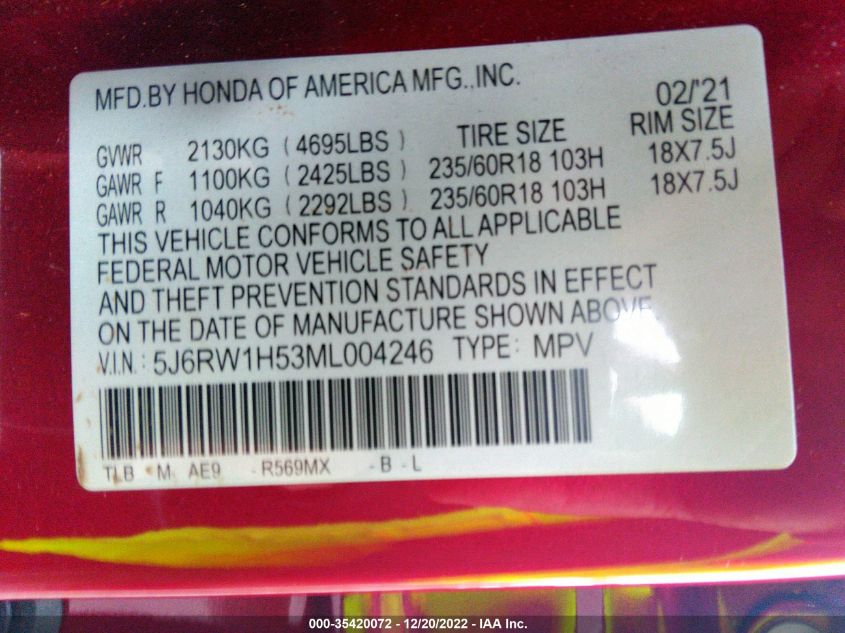 MFD.BY HONDA OF AMERICA MFG.,INC. 02/'21
TIRE SIZE RIM SIZE
GVWR 2130KG (4695LBS)
GAWR F 1100KG (2425LBS) 235/60R18 103H 18X7.5J
GAWR R 1040KG (2292LBS) 235/60R18 103H 18X7.5J
THIS VEHICLE CONFORMS TO ALL APPLICABLE
FEDERAL MOTOR VEHICLE SAFETY
AND THEFT PREVENTION STANDARDS IN EFFECT
ON THE DATE OF MANUFACTURE SHOWN ABOVE.
V.I.N.: 5J6RW1H53ML004246 TYPE: MPV
TLB *M AE9 -R569MX -B -L
000-35420072 - 12/20/2022 - IAA Inc.